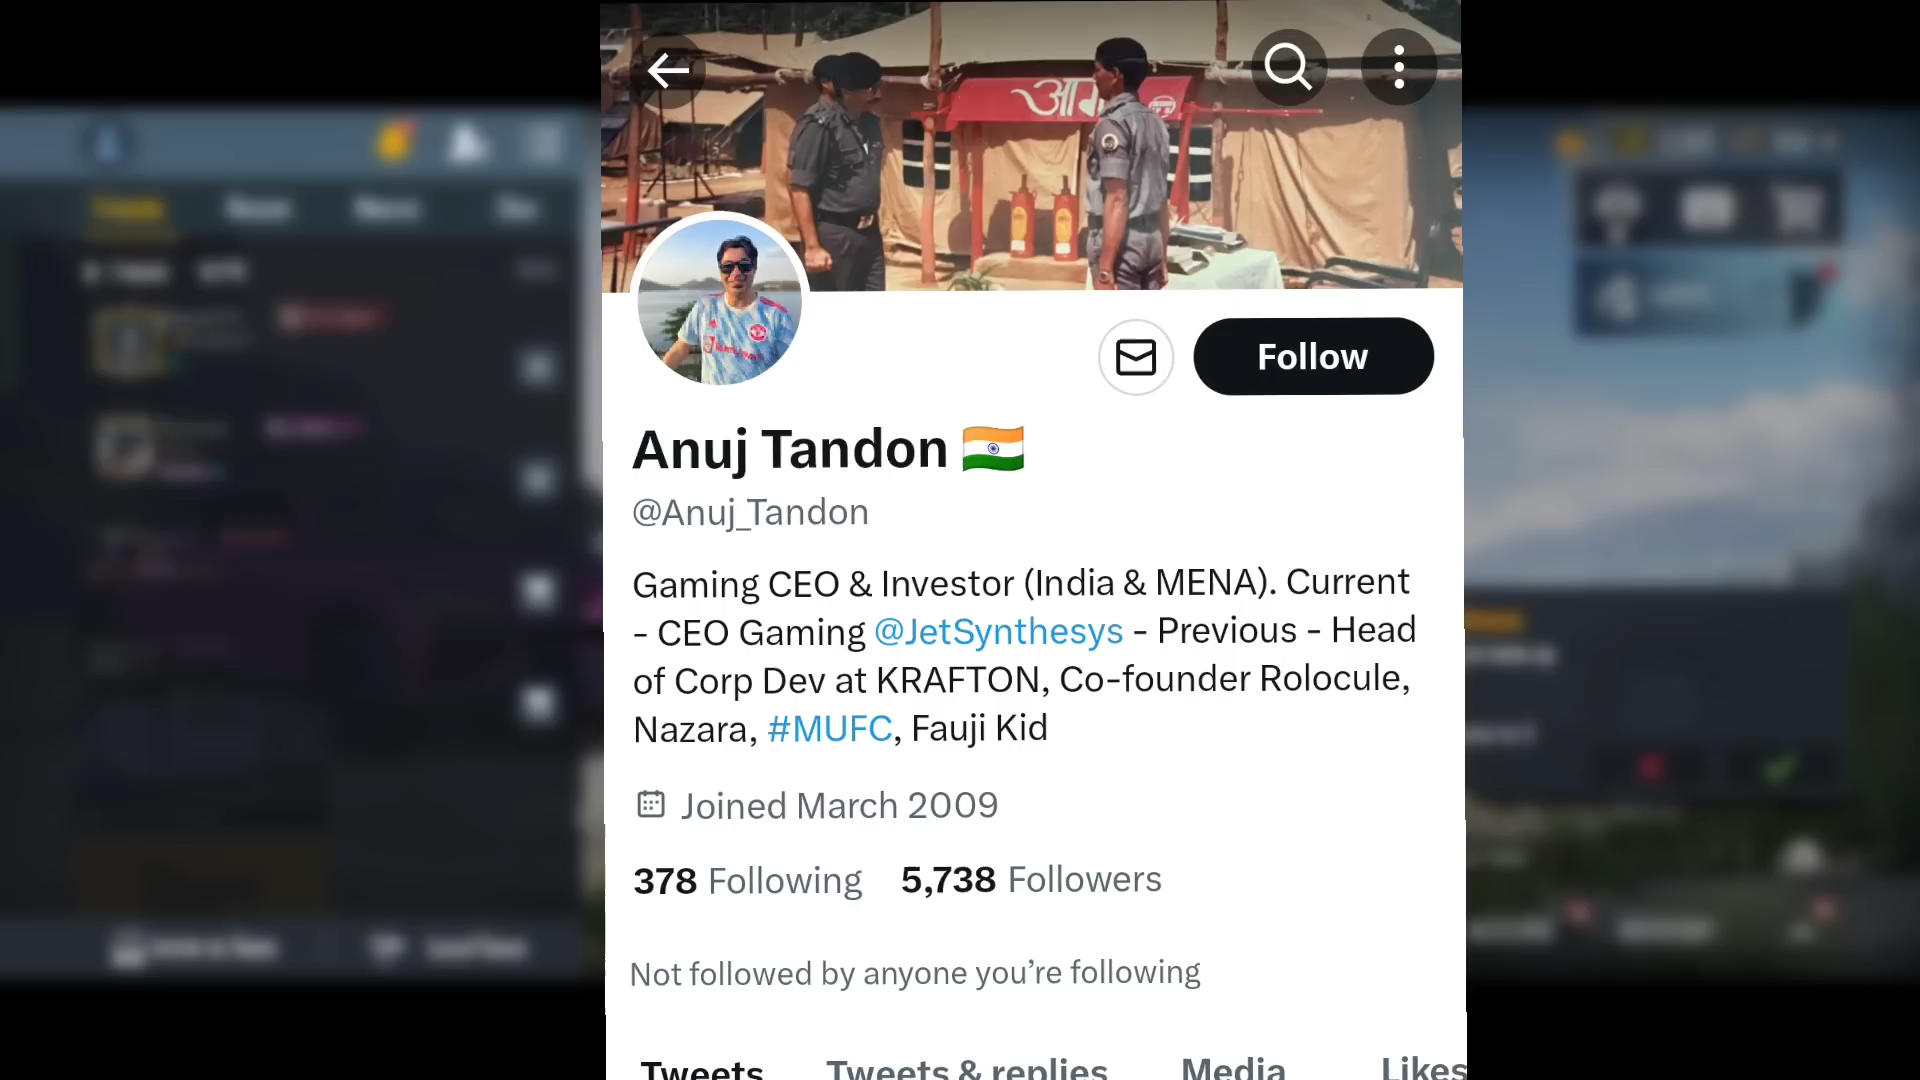 Follow
Anuj Tandon 🇮🇳
@Anuj_Tandon
Gaming CEO & Investor (India & MENA). Current
- CEO Gaming @JetSynthesys - Previous - Head
of Corp Dev at KRAFTON, Co-founder Rolocule,
Nazara, #MUFC, Fauji Kid
Joined March 2009
378 Following 5,738 Followers
Not followed by anyone you’re following
Tweets Tweets & replies Media Likes